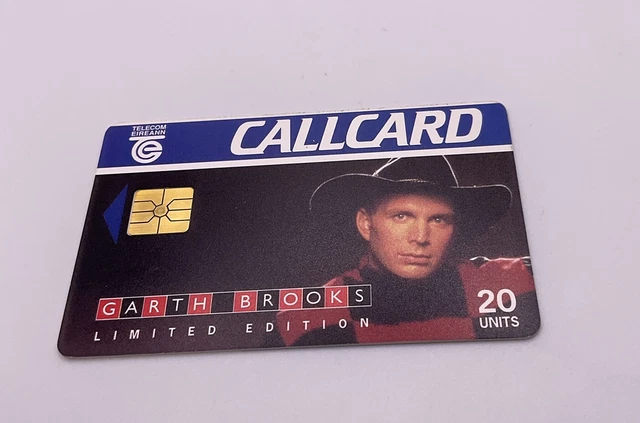 TELECOM
EIREANN
CALLCARD
GARTH BROOKS
LIMITED EDITION
20
UNITS